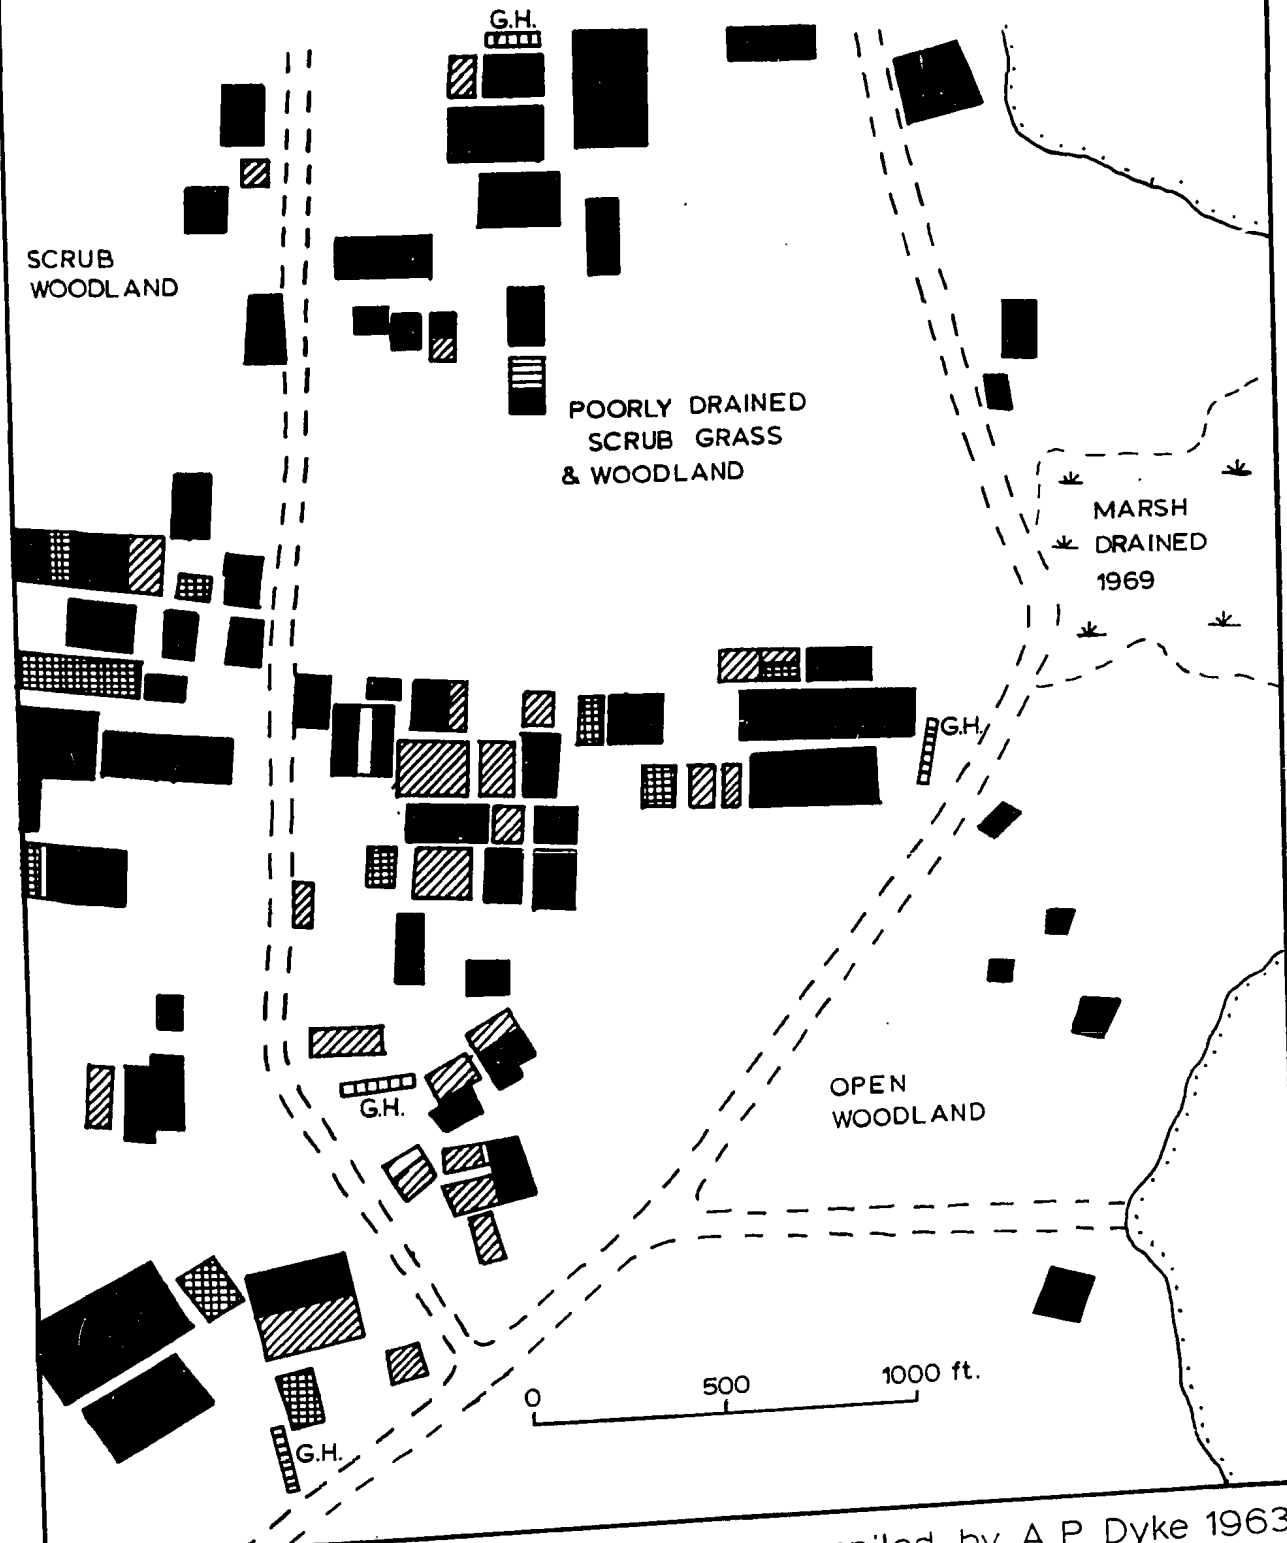 G.H.
SCRUB
WOODLAND
POORLY DRAINED
SCRUB GRASS
& WOODLAND
MARSH
DRAINED
1969
G.H.
G.H.
OPEN
WOODLAND
0 500 1000 ft.
G.H.
by A.P. Dyke 1963